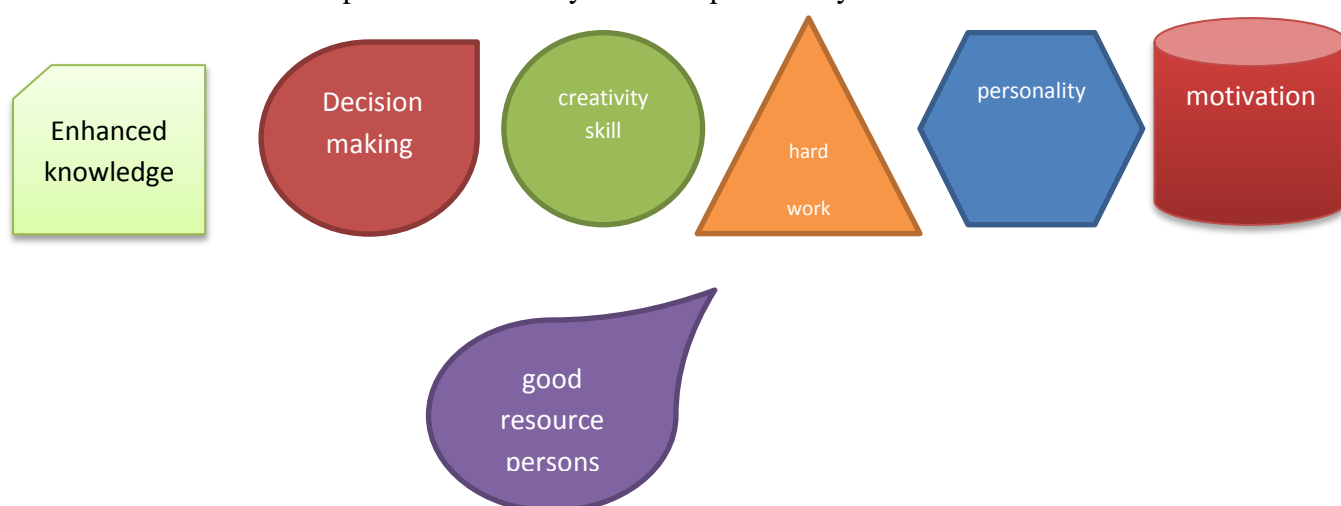 Enhanced
knowledge
Decision
making
creativity
skill
hard
work
personality
motivation
good
resource
persons